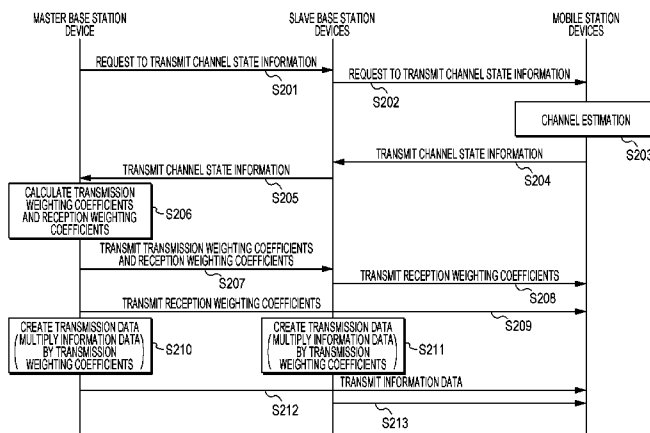 MASTER BASE STATION
DEVICE
SLAVE BASE STATION
DEVICES
MOBILE STATION
DEVICES
REQUEST TO TRANSMIT CHANNEL STATE INFORMATION
S201
REQUEST TO TRANSMIT CHANNEL STATE INFORMATION
S202
CHANNEL ESTIMATION
S203
TRANSMIT CHANNEL STATE INFORMATION
S204
TRANSMIT CHANNEL STATE INFORMATION
S205
CALCULATE TRANSMISSION
WEIGHTING COEFFICIENTS
AND RECEPTION WEIGHTING
COEFFICIENTS
S206
TRANSMIT TRANSMISSION WEIGHTING COEFFICIENTS
AND RECEPTION WEIGHTING COEFFICIENTS
S207
TRANSMIT RECEPTION WEIGHTING COEFFICIENTS
S208
TRANSMIT RECEPTION WEIGHTING COEFFICIENTS
S209
CREATE TRANSMISSION DATA
(MULTIPLY INFORMATION DATA
BY TRANSMISSION
WEIGHTING COEFFICIENTS)
S210
CREATE TRANSMISSION DATA
(MULTIPLY INFORMATION DATA
BY TRANSMISSION
WEIGHTING COEFFICIENTS)
S211
TRANSMIT INFORMATION DATA
S212
S213